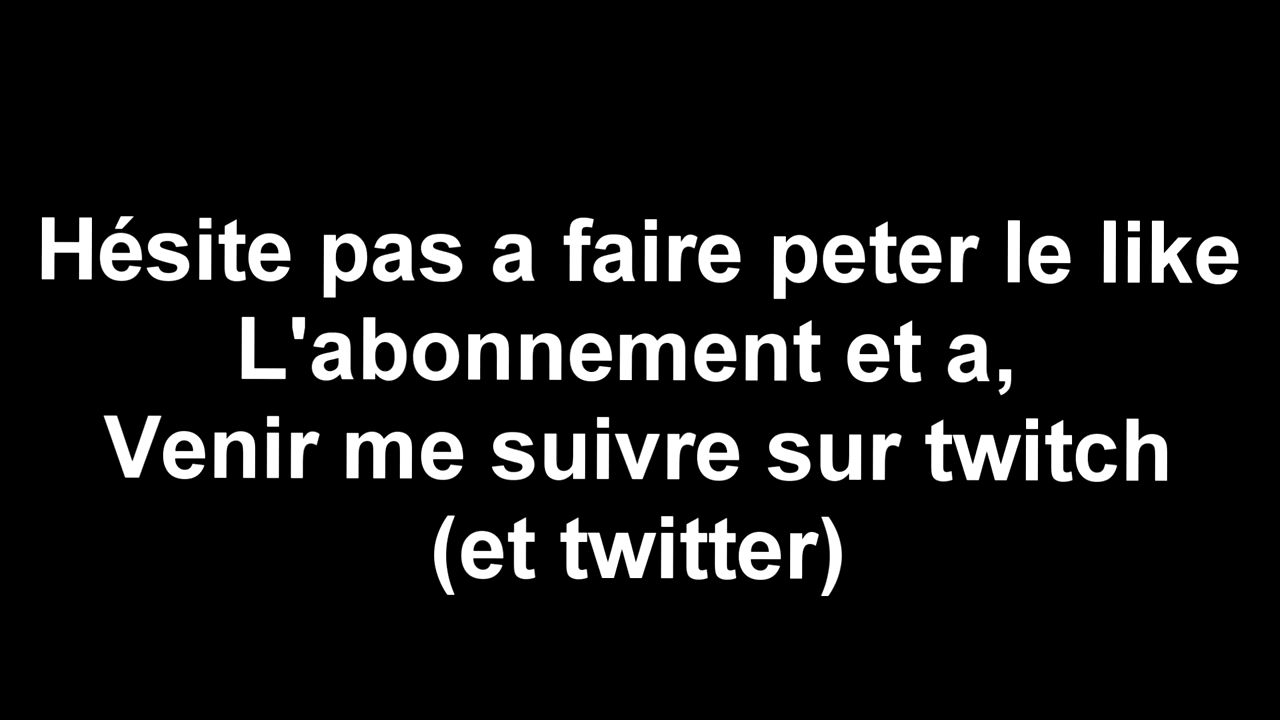 Hésite pas a faire peter le like
L'abonnement et a,
Venir me suivre sur twitch
(et twitter)